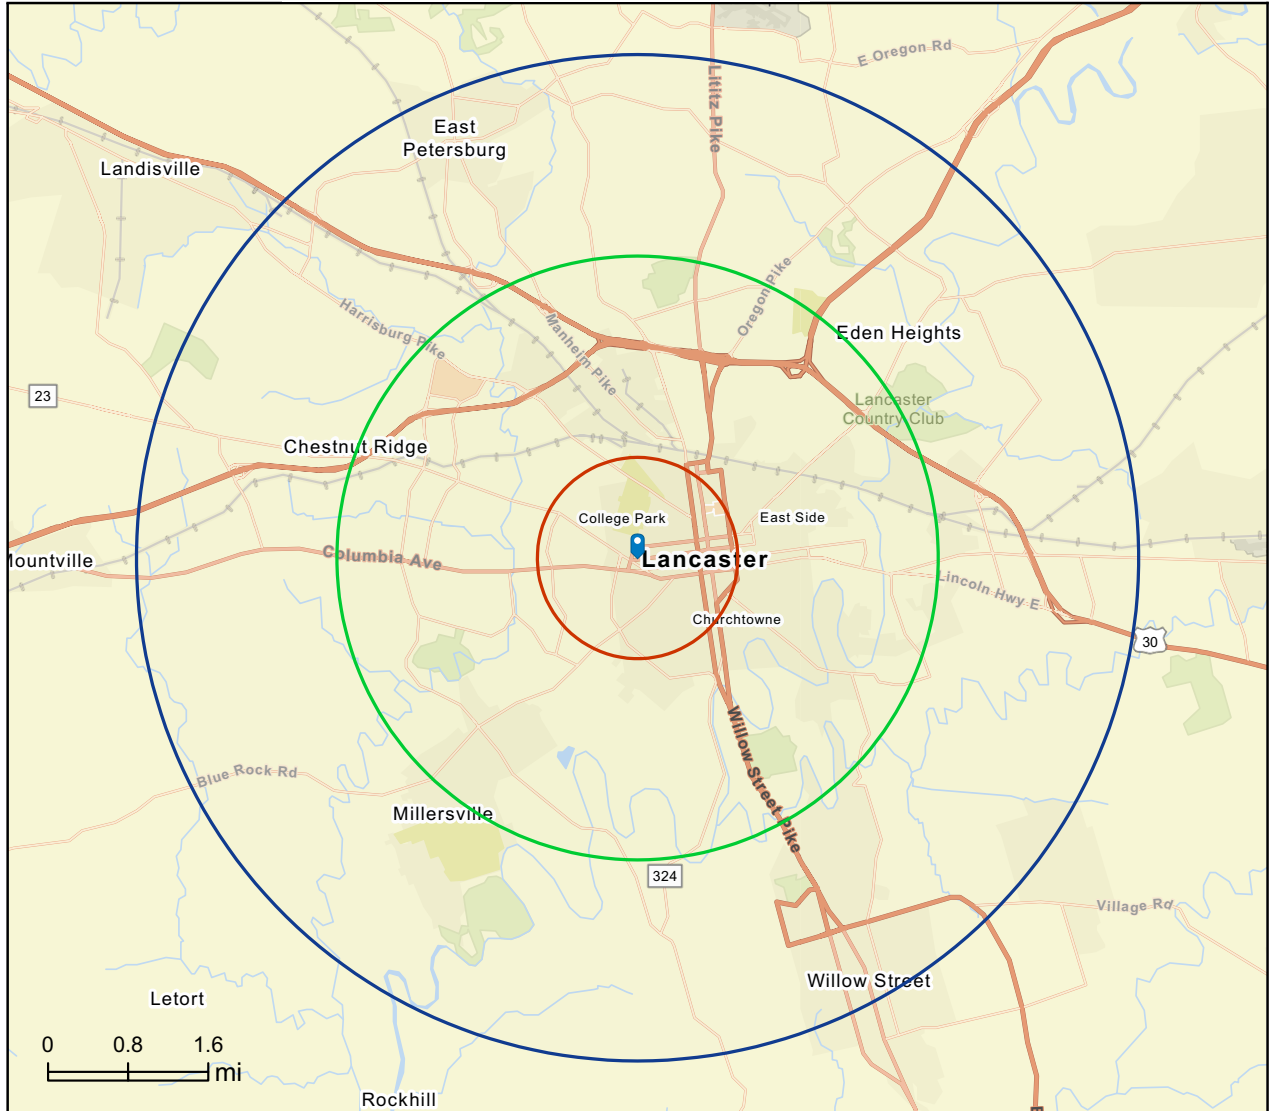 E Oregon Rd
Lititz Pike
East
Petersburg
Landisville
Oregon Pike
Harrisburg Pike
Manheim Pike
Eden Heights
23
Lancaster
Country Club
Chestnut Ridge
College Park
East Side
Columbia Ave
Lancaster
Mountville
Lincoln Hwy E
Churchtowne
30
Willow Street Pike
Blue Rock Rd
Millersville
324
Village Rd
Willow Street
Letort
0 0.8 1.6
mi
Rockhill